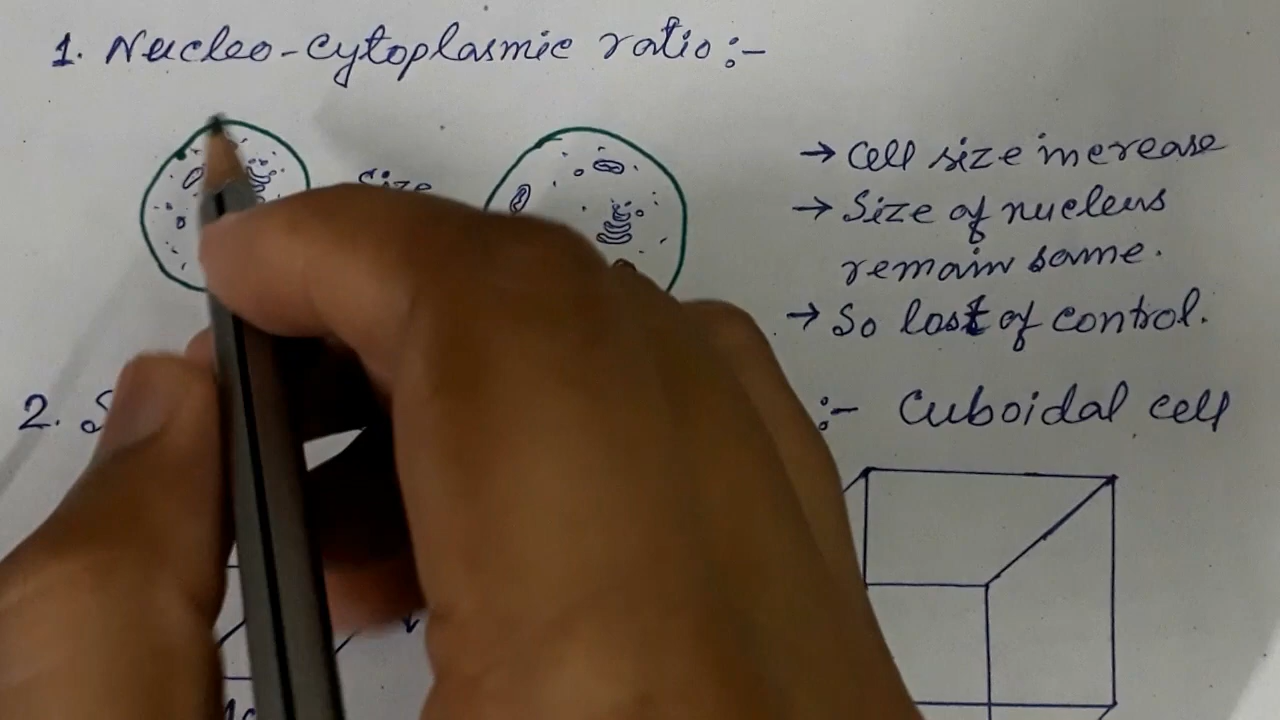 1. Nucleo-cytoplasmic ratio :-
Size
→ Cell size increase
→ Size of nucleus
remain same.
→ So lost of control.
2. :- Cuboidal cell